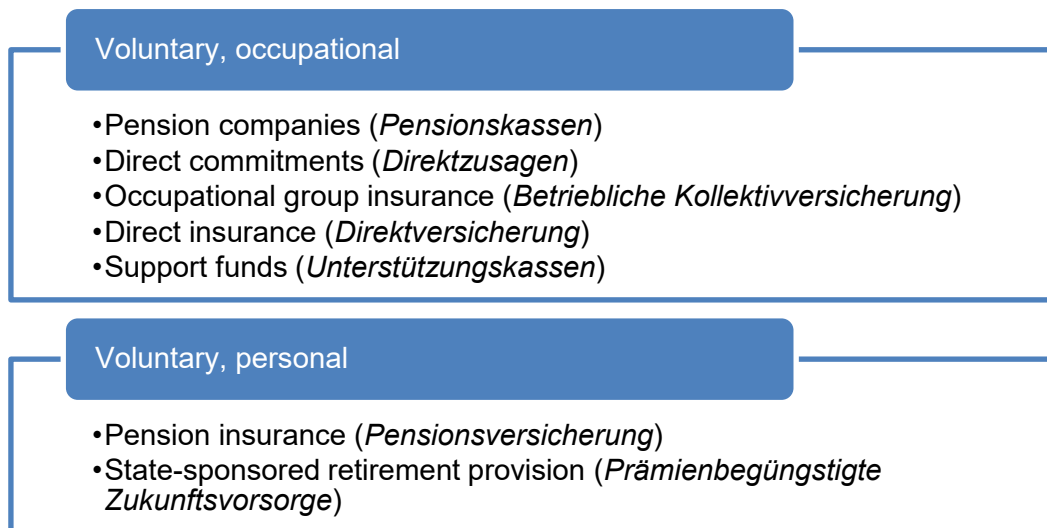 Voluntary, occupational
•Pension companies (Pensionskassen)
•Direct commitments (Direktzusagen)
•Occupational group insurance (Betriebliche Kollektivversicherung)
•Direct insurance (Direktversicherung)
•Support funds (Unterstützungskassen)
Voluntary, personal
•Pension insurance (Pensionsversicherung)
•State-sponsored retirement provision (Prämienbegüngstigte
Zukunftsvorsorge)